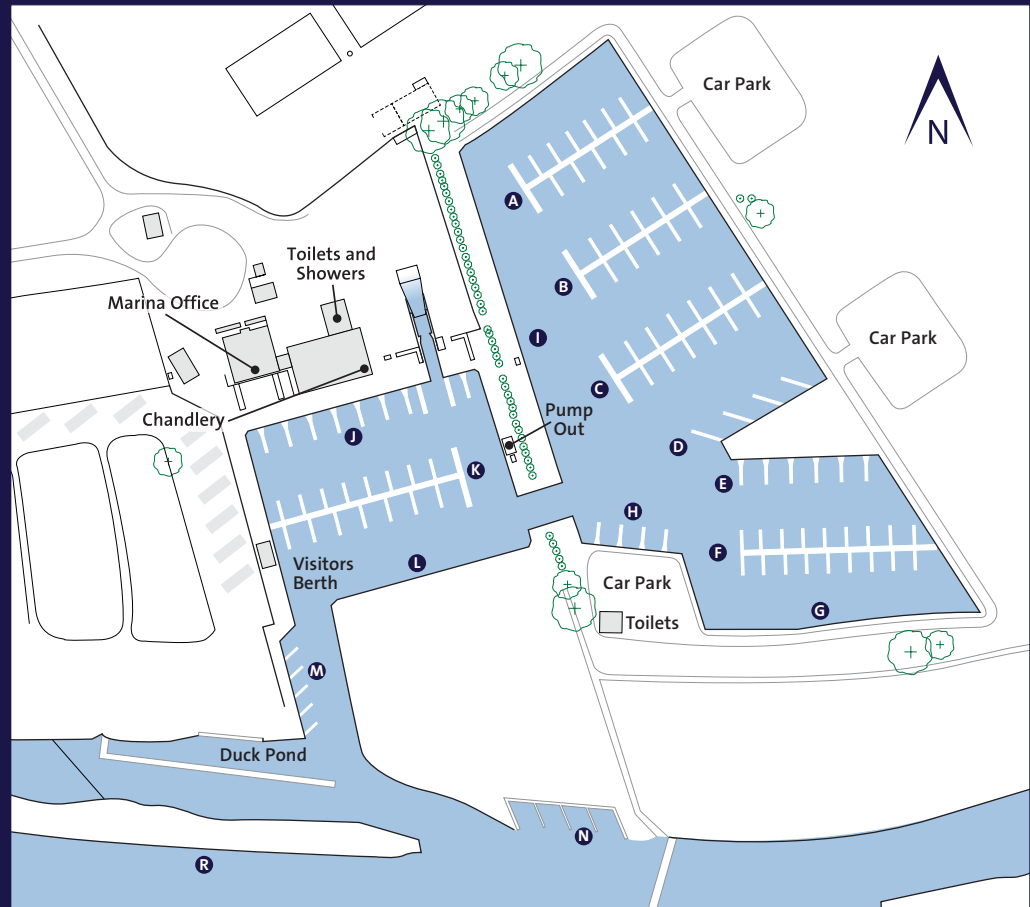 Car Park
N
A
Toilets and
Showers
B
Marina Office
I
Car Park
C
Chandlery
Pump
Out
J
D
K
E
H
F
L
Visitors
Berth
Car Park
G
Toilets
M
Duck Pond
N
R